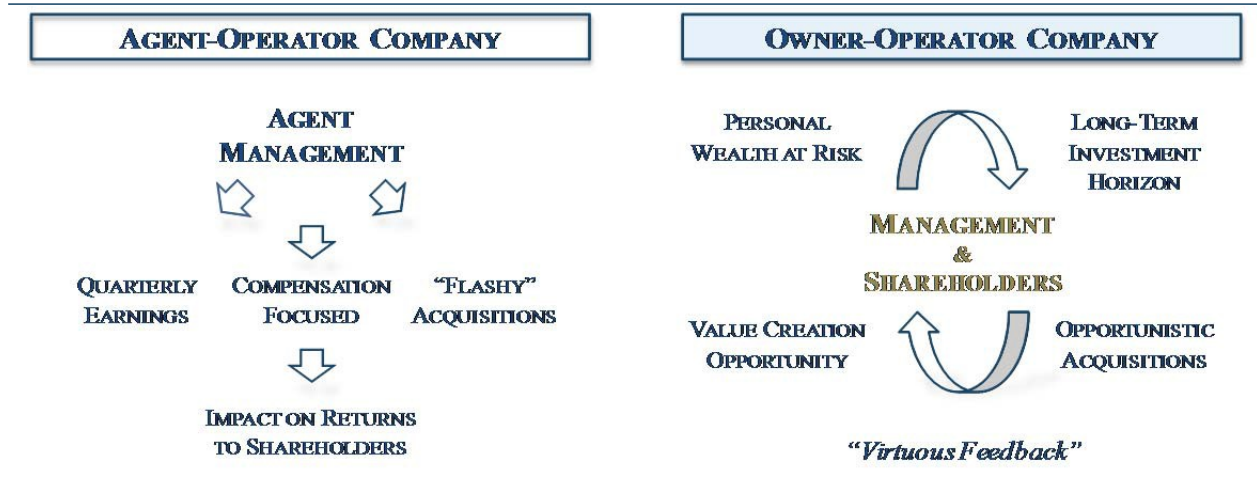 AGENT-OPERATOR COMPANY
AGENT
MANAGEMENT
QUARTERLY
EARNINGS
COMPENSATION
FOCUSED
“FLASHY”
ACQUISITIONS
IMPACT ON RETURNS
TO SHAREHOLDERS
OWNER-OPERATOR COMPANY
PERSONAL
WEALTH AT RISK
LONG-TERM
INVESTMENT
HORIZON
MANAGEMENT
&
SHAREHOLDERS
VALUE CREATION
OPPORTUNITY
OPPORTUNISTIC
ACQUISITIONS
“Virtuous Feedback”